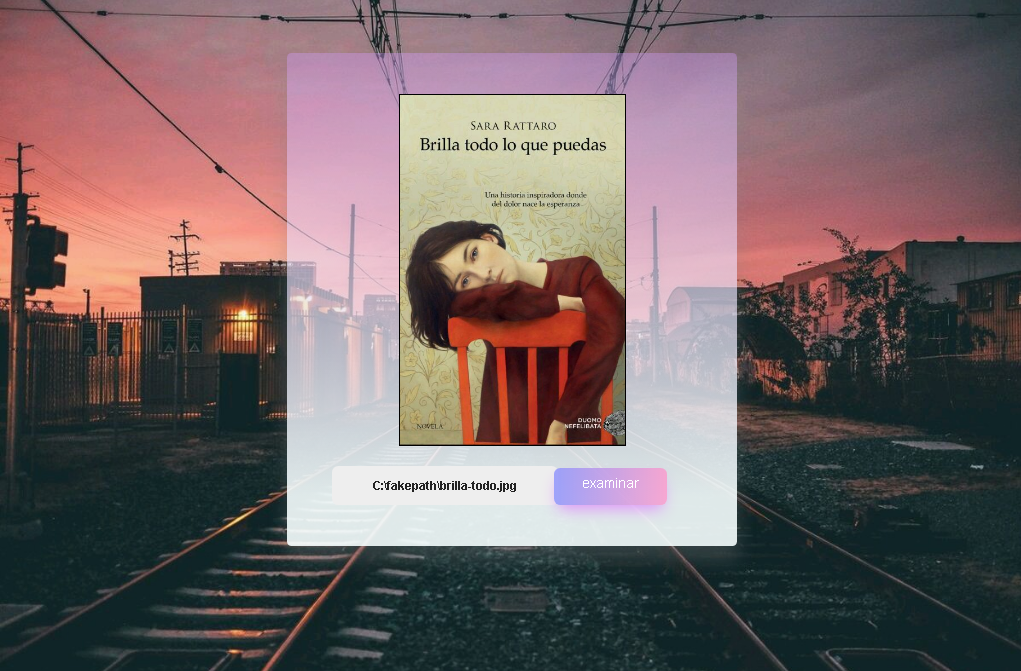 SARA RATTARO
Brilla todo lo que puedas
Una historia inspiradora donde
del dolor nace la esperanza
NOVELA
DUOMO
NEFELIBATA
C:\fakepath\brilla-todo.jpg
examinar